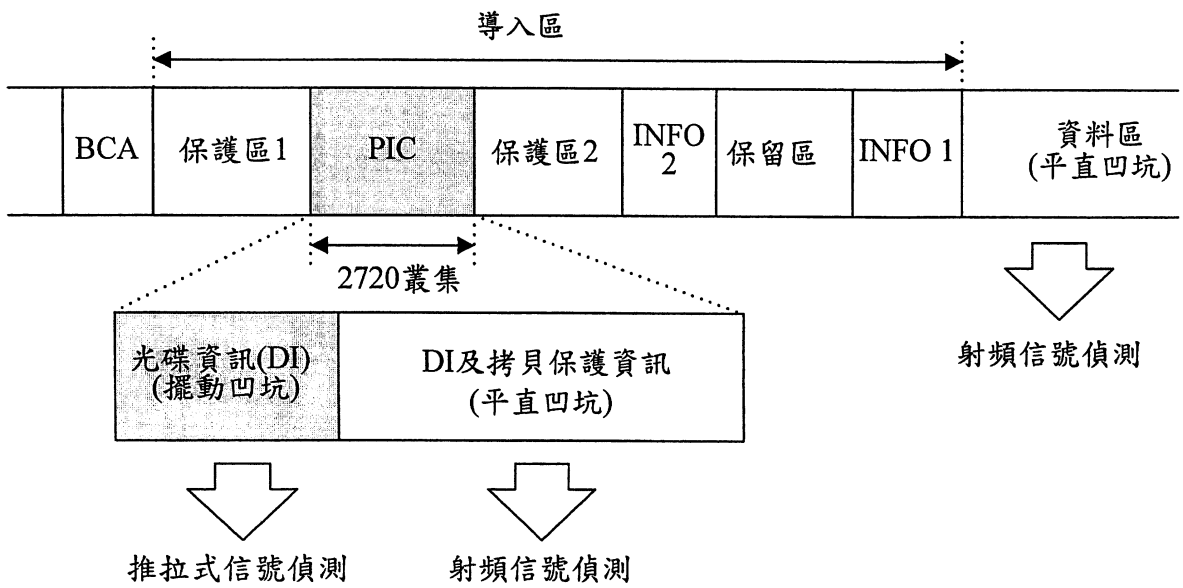 導入區
BCA
保護區1
PIC
保護區2
INFO
2
保留區
INFO 1
資料區
(平直凹坑)
2720叢集
射頻信號偵測
光碟資訊(DI)
(擺動凹坑)
DI及拷貝保護資訊
(平直凹坑)
推拉式信號偵測
射頻信號偵測